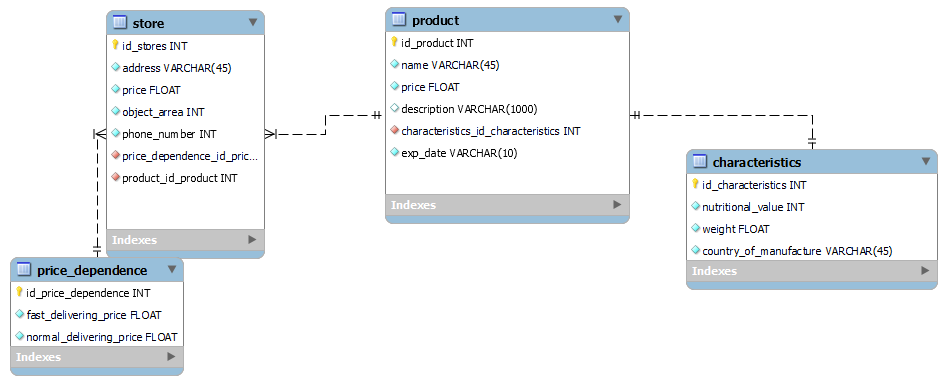 store
id_stores INT
address VARCHAR(45)
price FLOAT
object_arrea INT
phone_number INT
price_dependence_id_pric...
product_id_product INT
Indexes
product
id_product INT
name VARCHAR(45)
price FLOAT
description VARCHAR(1000)
characteristics_id_characteristics INT
exp_date VARCHAR(10)
Indexes
characteristics
id_characteristics INT
nutritional_value INT
weight FLOAT
country_of_manufacture VARCHAR(45)
Indexes
price_dependence
id_price_dependence INT
fast_delivering_price FLOAT
normal_delivering_price FLOAT
Indexes